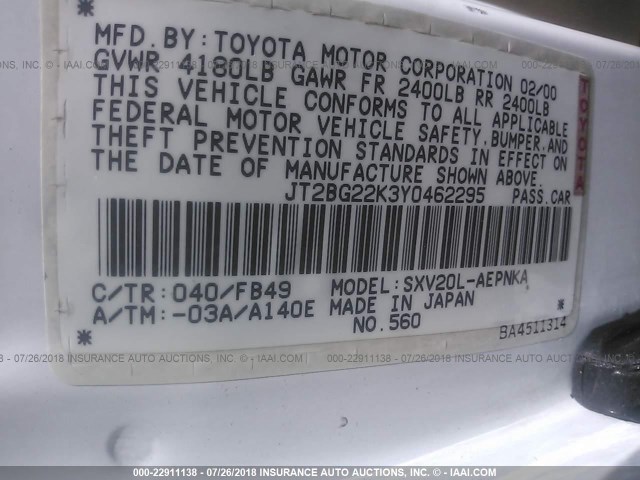 MFD. BY: TOYOTA MOTOR CORPORATION 02/00
GVWR 4180LB GAWR FR 2400LB RR 2400LB
THIS VEHICLE CONFORMS TO ALL APPLICABLE
FEDERAL MOTOR VEHICLE SAFETY, BUMPER, AND
THEFT PREVENTION STANDARDS IN EFFECT ON
THE DATE OF MANUFACTURE SHOWN ABOVE.
JT2BG22K3Y0462295 PASS. CAR
TOYOTA
C/TR: 040/FB49 MODEL: SXV20L-AEPNKA
A/TM: -03A/A140E MADE IN JAPAN
NO. 560 BA4511314
000-22911138 - 07/26/2018 INSURANCE AUTO AUCTIONS. © - IAAI.COM